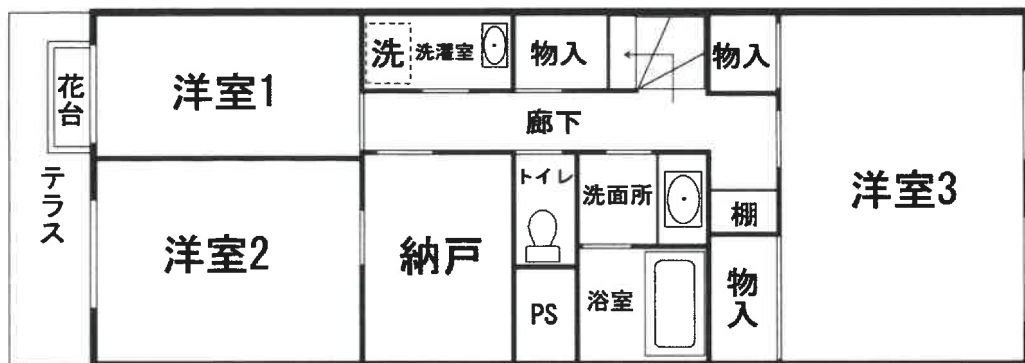 洋室1
洗
洗濯室
物入
物入
花台
廊下
テラス
洋室2
納戸
トイレ
洗面所
棚
洋室3
PS
浴室
物入